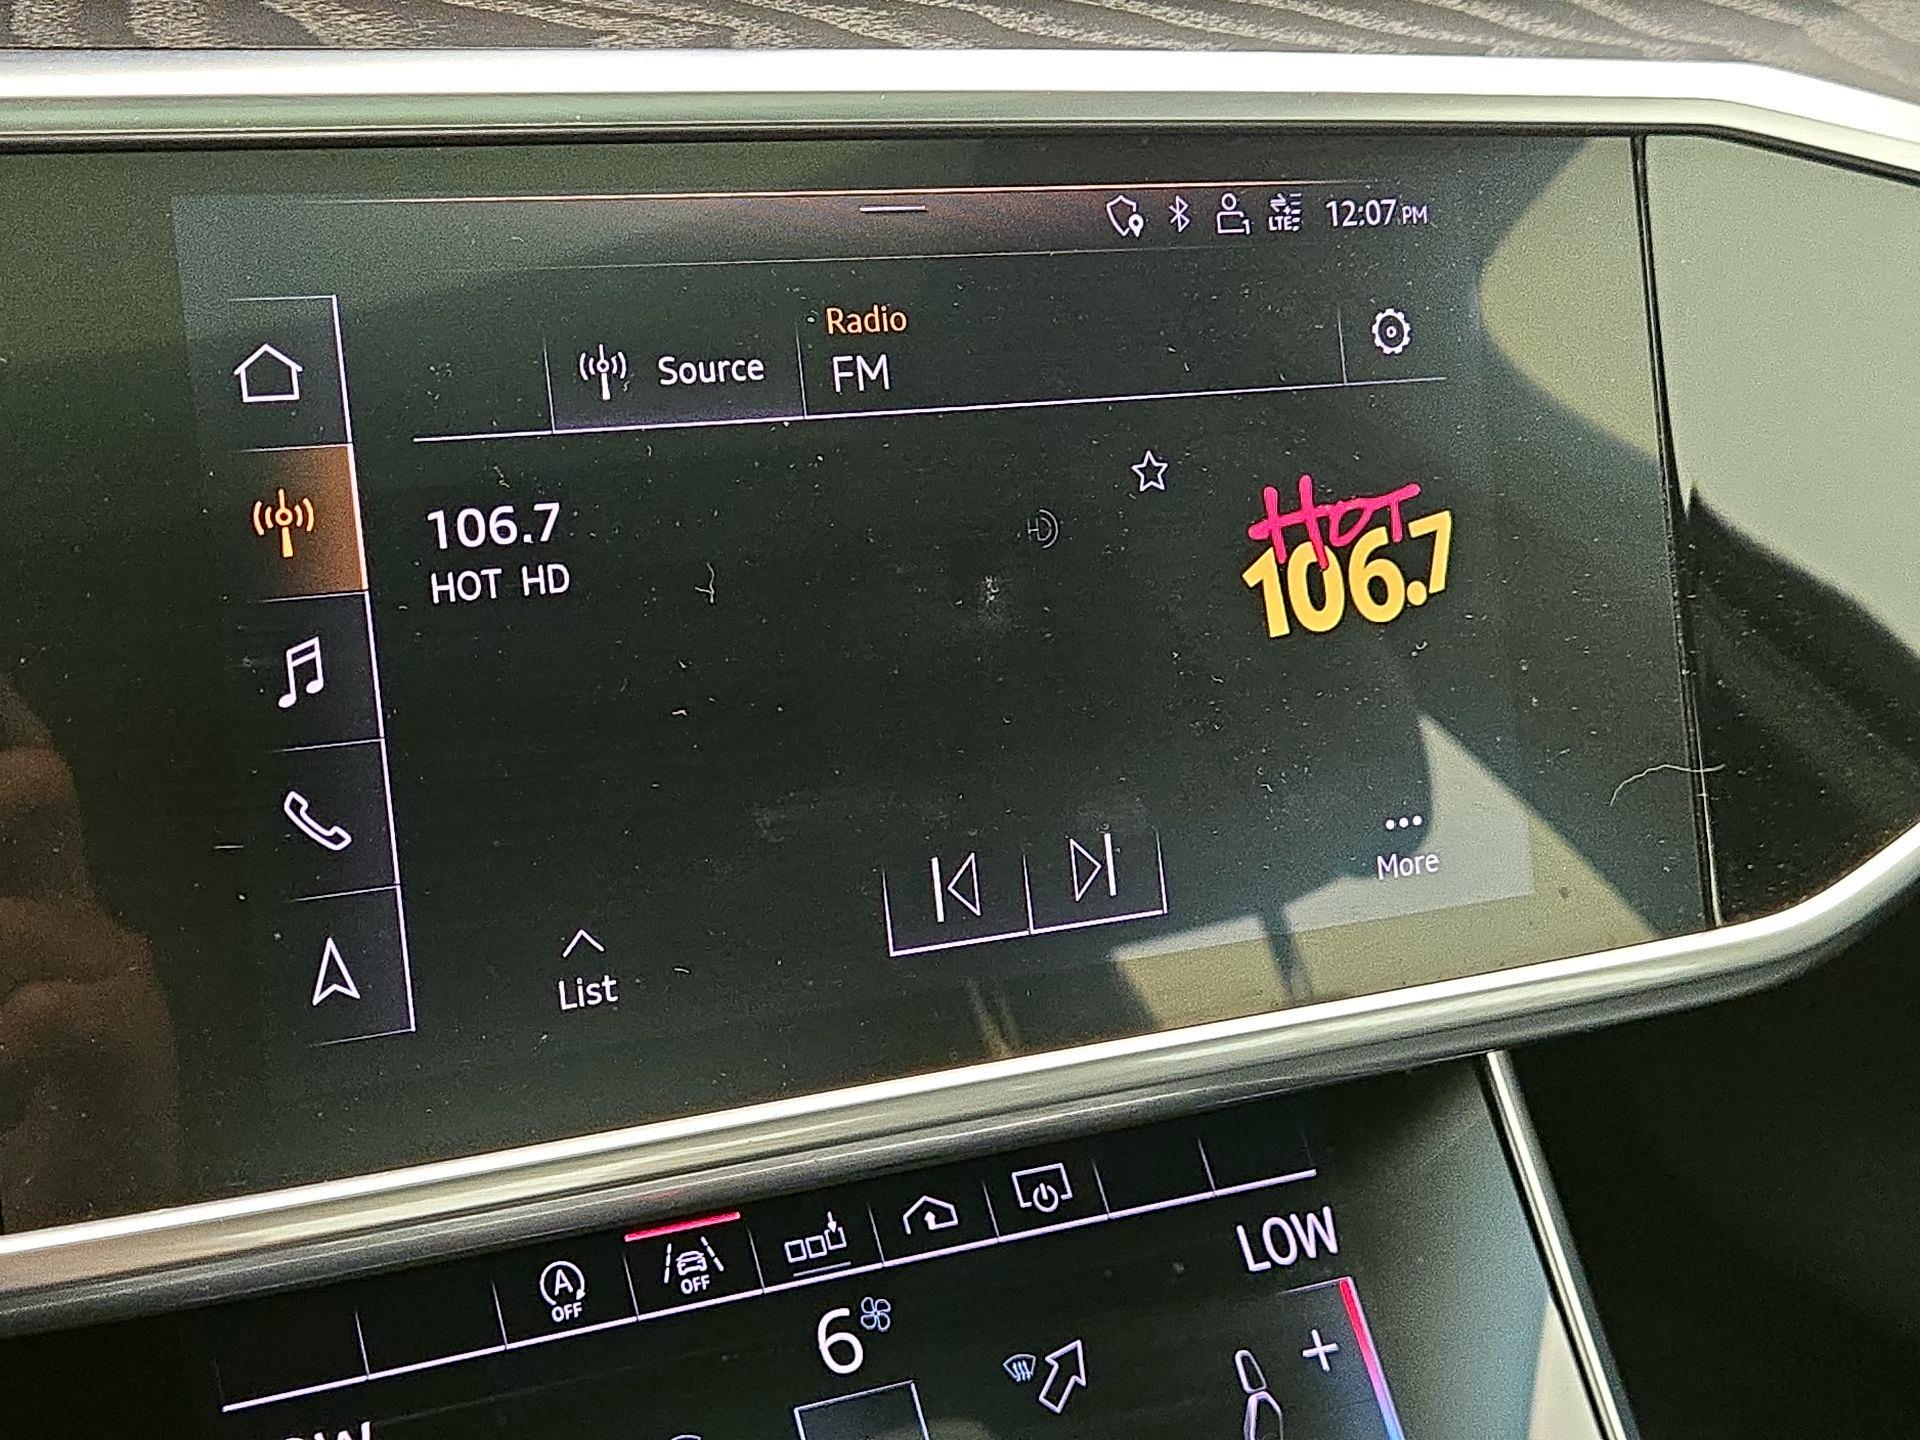 LTE
12:07 PM
Radio
Source
FM
106.7
HOT HD
HD
HOT
106.7
List
More
A
OFF
OFF
LOW
6
+